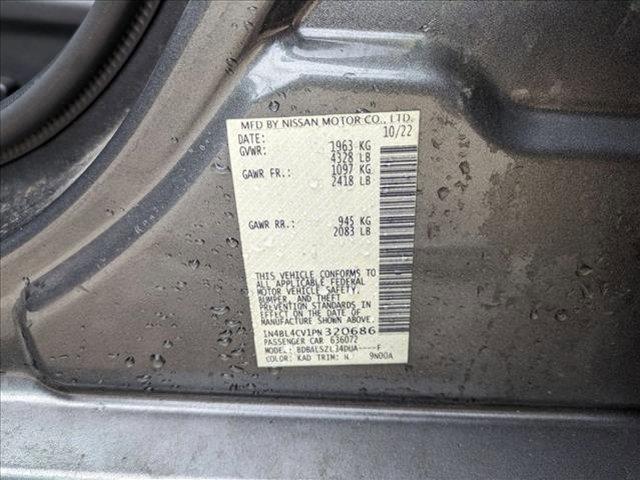 MFD BY NISSAN MOTOR CO., LTD.
DATE: 10/22
GVWR: 1963 KG
4328 LB
GAWR FR.: 1097 KG
2418 LB
GAWR RR.: 945 KG
2083 LB
THIS VEHICLE CONFORMS TO
ALL APPLICABLE FEDERAL
MOTOR VEHICLE SAFETY,
BUMPER, AND THEFT
PREVENTION STANDARDS
IN EFFECT ON THE DATE OF
MANUFACTURE SHOWN ABOVE.
1N4BL4CV1PN320686
PASSENGER CAR 636072
MODEL:
COLOR: KAD TRIM: 9N00A